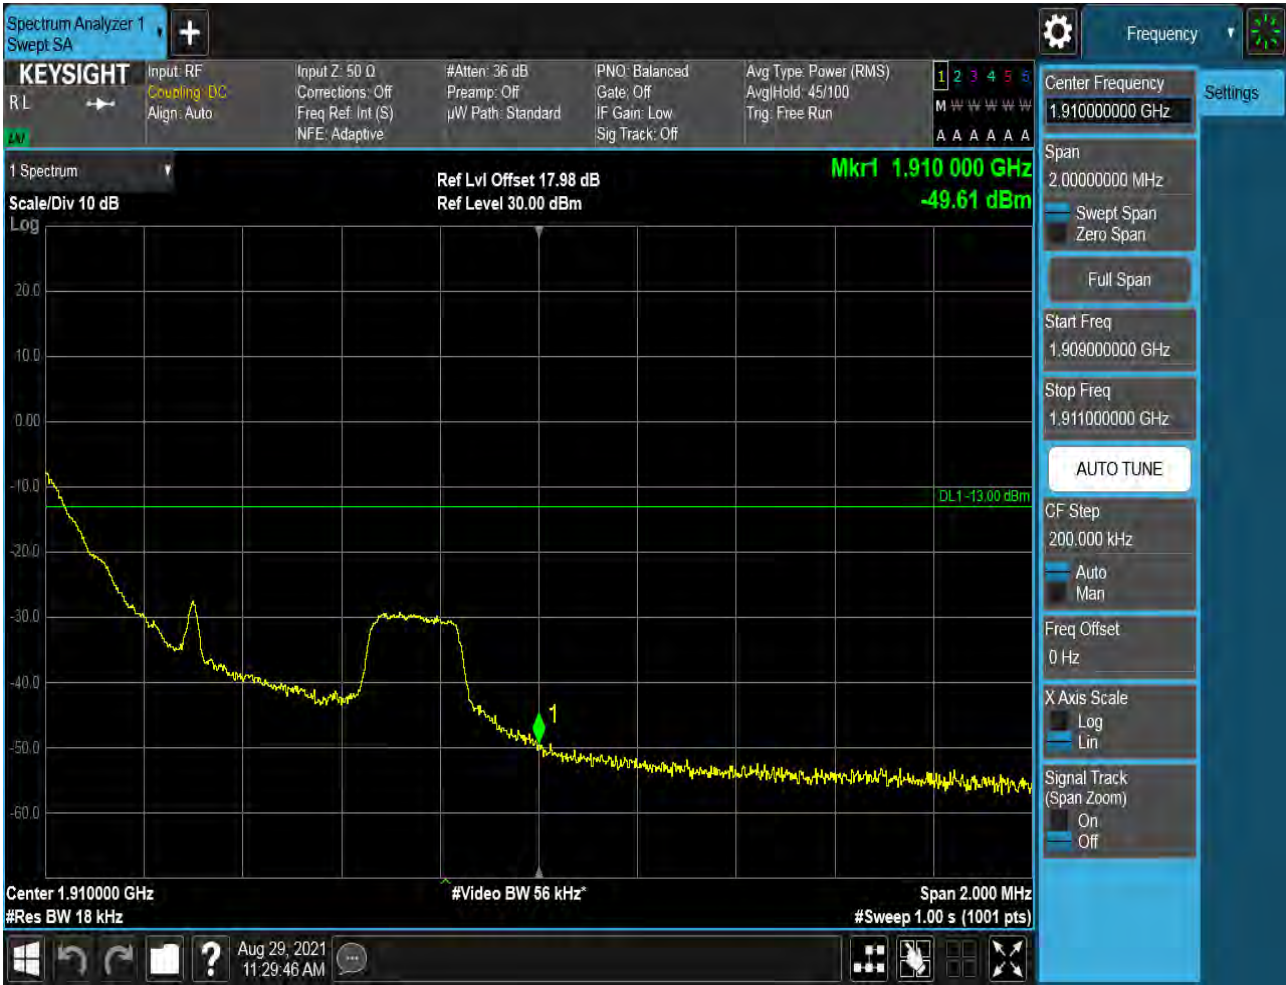 Spectrum Analyzer 1
Swept SA
Frequency
KEYSIGHT
R L
LXI
Input: RF
Coupling: DC
Align: Auto
Input Z: 50 Ω
Corrections: Off
Freq Ref: Int (S)
NFE: Adaptive
#Atten: 36 dB
Preamp: Off
µW Path: Standard
PNO: Balanced
Gate: Off
IF Gain: Low
Sig Track: Off
Avg Type: Power (RMS)
Avg|Hold: 45/100
Trig: Free Run
1 2 3 4 5 6
M W W W W W
A A A A A A
1 Spectrum
Scale/Div 10 dB
Log
Ref Lvl Offset 17.98 dB
Ref Level 30.00 dBm
Mkr1 1.910 000 GHz
-49.61 dBm
20.0
10.0
0.00
-10.0
DL1 -13.00 dBm
-20.0
-30.0
-40.0
1
-50.0
-60.0
Center 1.910000 GHz
#Video BW 56 kHz*
Span 2.000 MHz
#Res BW 18 kHz
#Sweep 1.00 s (1001 pts)
Aug 29, 2021
11:29:46 AM
?
Center Frequency
1.910000000 GHz
Settings
Span
2.00000000 MHz
Swept Span
Zero Span
Full Span
Start Freq
1.909000000 GHz
Stop Freq
1.911000000 GHz
AUTO TUNE
CF Step
200.000 kHz
Auto
Man
Freq Offset
0 Hz
X Axis Scale
Log
Lin
Signal Track
(Span Zoom)
On
Off